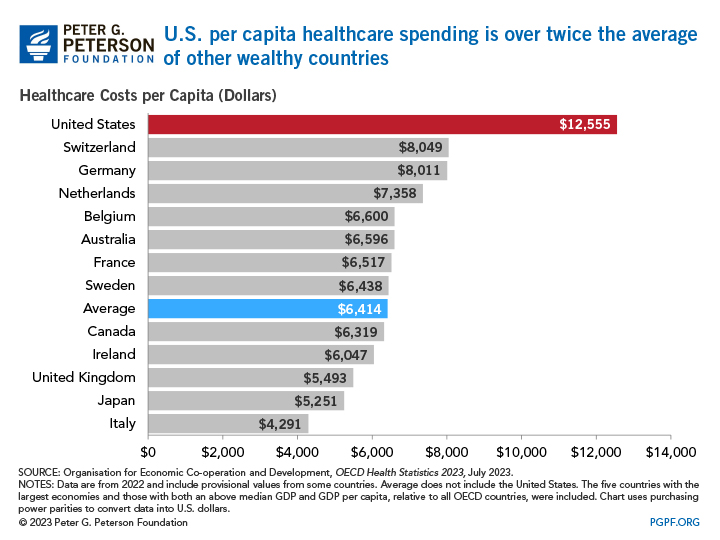 PETER G.
PETERSON
FOUNDATION
U.S. per capita healthcare spending is over twice the average
of other wealthy countries
Healthcare Costs per Capita (Dollars)
United States $12,555
Switzerland $8,049
Germany $8,011
Netherlands $7,358
Belgium $6,600
Australia $6,596
France $6,517
Sweden $6,438
Average $6,414
Canada $6,319
Ireland $6,047
United Kingdom $5,493
Japan $5,251
Italy $4,291
$0 $2,000 $4,000 $6,000 $8,000 $10,000 $12,000 $14,000
SOURCE: Organisation for Economic Co-operation and Development, OECD Health Statistics 2023, July 2023.
NOTES: Data are from 2022 and include provisional values from some countries. Average does not include the United States. The five countries with the
largest economies and those with both an above median GDP and GDP per capita, relative to all OECD countries, were included. Chart uses purchasing
power parities to convert data into U.S. dollars.
© 2023 Peter G. Peterson Foundation PGPF.ORG